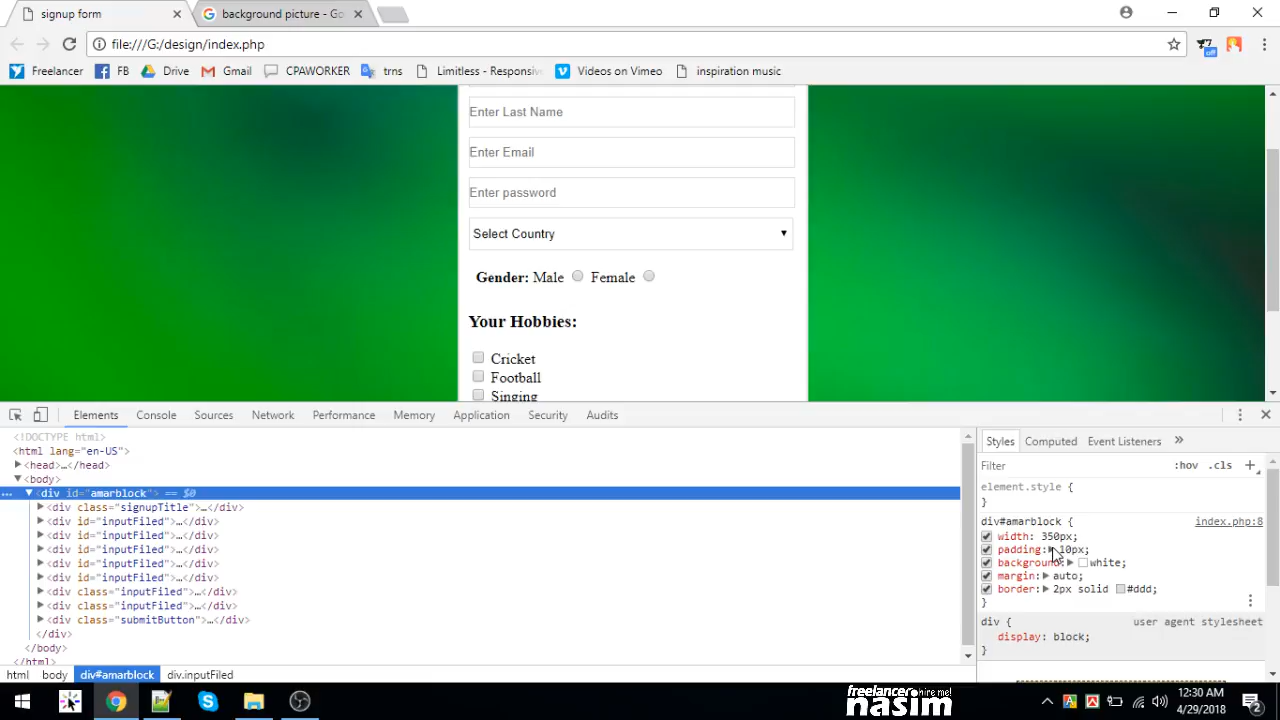 signup form
background picture - Go
file:///G:/design/index.php
off
Freelancer
FB
Drive
Gmail
CPAWORKER
trns
Limitless - Responsiv
Videos on Vimeo
inspiration music
Enter Last Name
Enter Email
Enter password
Select Country
Gender: Male Female
Your Hobbies:
Cricket
Football
Singing
Elements Console Sources Network Performance Memory Application Security Audits
<!DOCTYPE html>
<html lang="en-US">
<head>…</head>
<body>
<div id="amarblock"> == $0
<div class="signupTitle">…</div>
<div id="inputFiled">…</div>
<div id="inputFiled">…</div>
<div id="inputFiled">…</div>
<div id="inputFiled">…</div>
<div id="inputFiled">…</div>
<div class="inputFiled">…</div>
<div class="inputFiled">…</div>
<div class="submitButton">…</div>
</div>
</body>
</html>
html body div#amarblock div.inputFiled
Styles Computed Event Listeners »
Filter :hov .cls +
element.style {
}
div#amarblock { index.php:8
width: 350px;
padding: 10px;
background: white;
margin: auto;
border: 2px solid #ddd;
}
div { user agent stylesheet
display: block;
}
freelancer hire me!
nasim
12:30 AM
4/29/2018
2